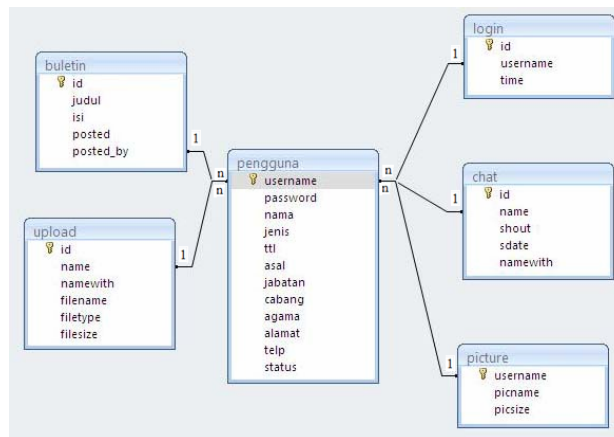 buletin
id
judul
isi
posted
posted_by
1
upload
id
name
namewith
filename
filetype
filesize
1
n
n
pengguna
username
password
nama
jenis
ttl
asal
jabatan
cabang
agama
alamat
telp
status
n
n
login
id
username
time
1
chat
id
name
shout
sdate
namewith
1
picture
username
picname
picsize
1